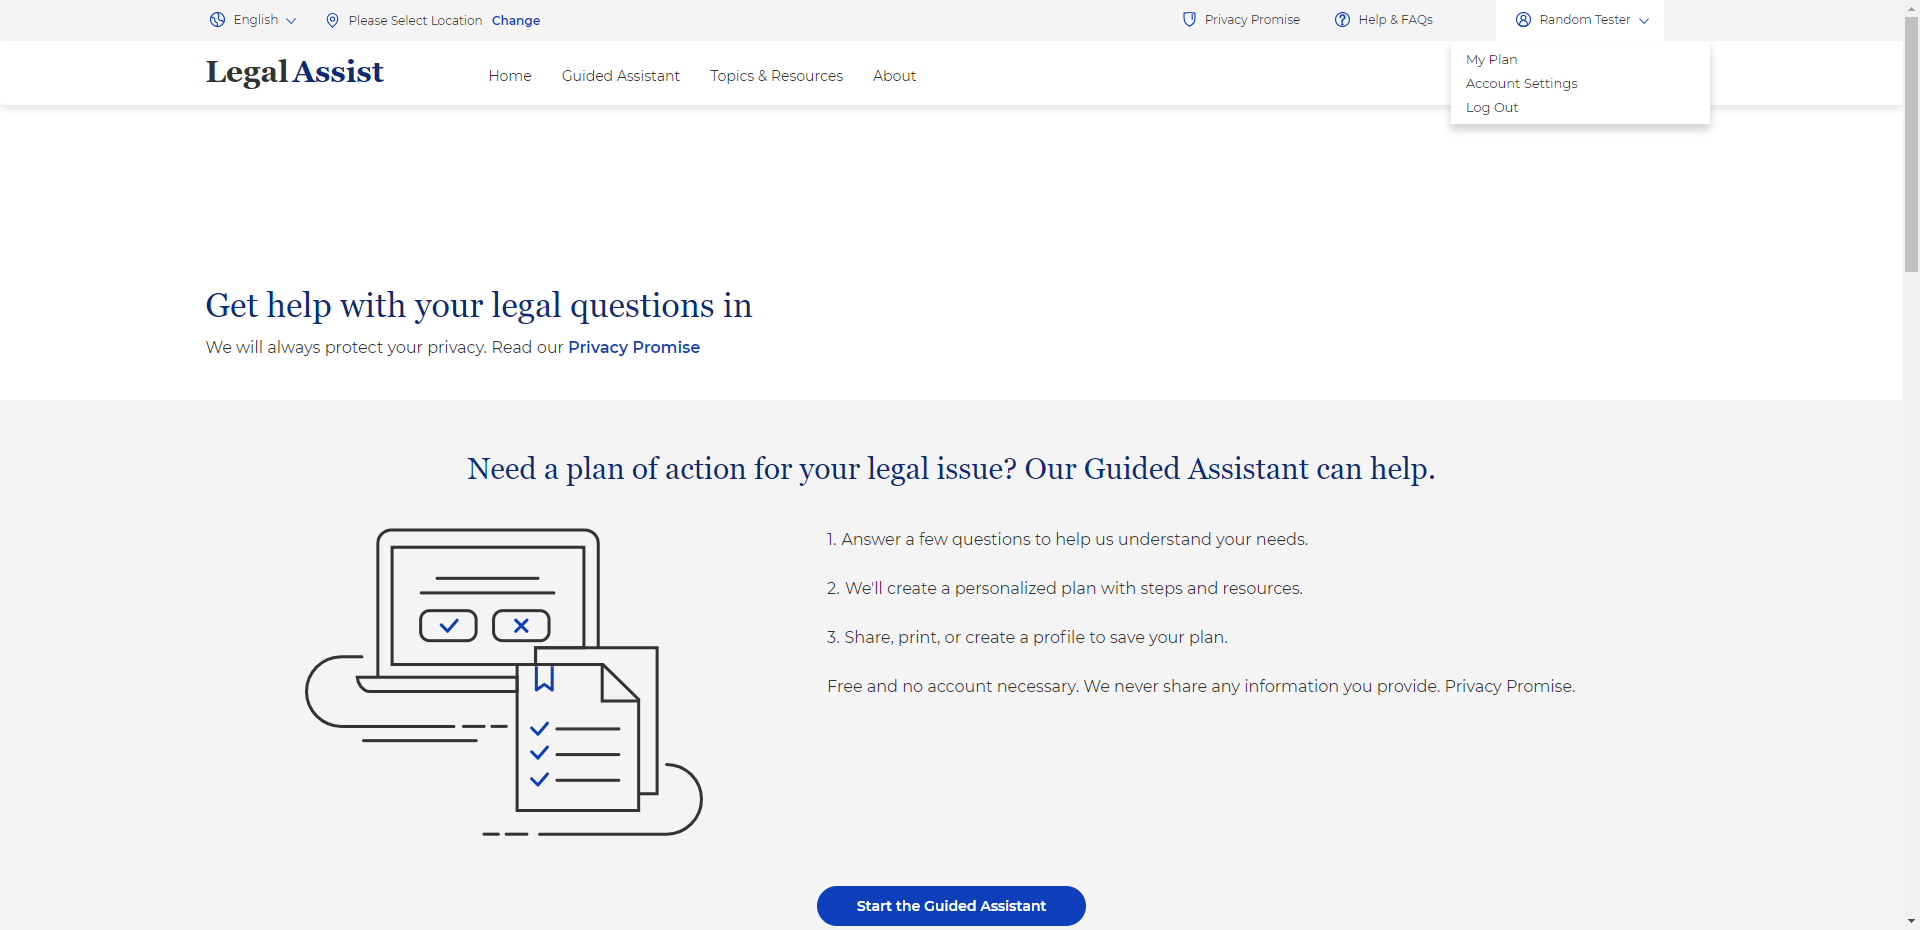 English
Please Select Location Change
Privacy Promise
Help & FAQs
Random Tester
My Plan
Account Settings
Log Out
Legal Assist
Home
Guided Assistant
Topics & Resources
About
Get help with your legal questions in
We will always protect your privacy. Read our Privacy Promise
Need a plan of action for your legal issue? Our Guided Assistant can help.
1. Answer a few questions to help us understand your needs.
2. We'll create a personalized plan with steps and resources.
3. Share, print, or create a profile to save your plan.
Free and no account necessary. We never share any information you provide. Privacy Promise.
Start the Guided Assistant